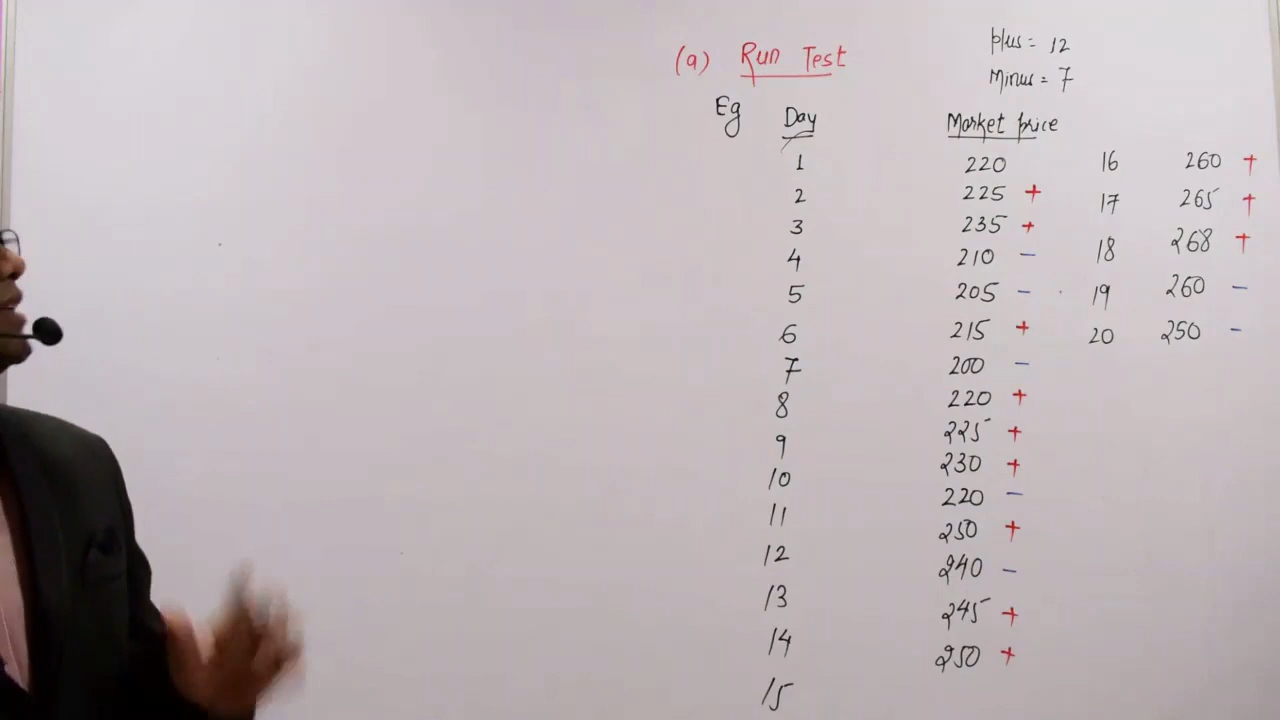 (a) Run Test
plus = 12
Minus = 7
Eg Day Market price
1 220 16 260 +
2 225 + 17 265 +
3 235 + 18 268 +
4 210 -
5 205 - 19 260 -
6 215 + 20 250 -
7 200 -
8 220 +
9 225 +
10 230 +
11 220 -
12 250 +
13 240 -
14 245 +
15 250 +